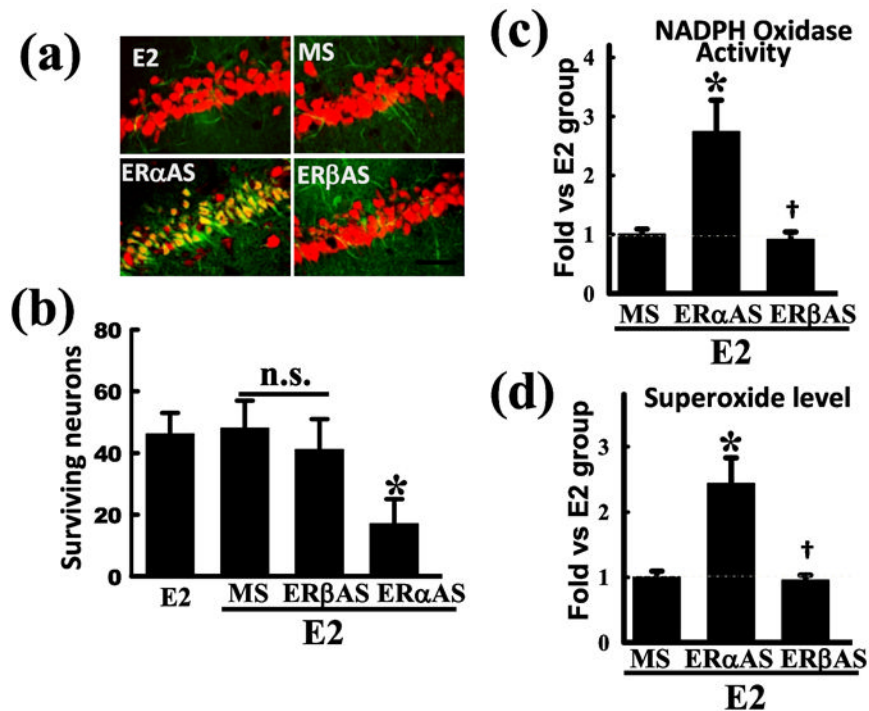 (a)
E2 MS
ERαAS ERβAS
(b)
Surviving neurons
80
60
40
20
0
n.s.
*
E2 MS ERβAS ERαAS
E2
(c)
NADPH Oxidase
Activity
Fold vs E2 group
4
3
2
1
0
*
†
MS ERαAS ERβAS
E2
(d)
Superoxide level
Fold vs E2 group
3
2
1
0
*
†
MS ERαAS ERβAS
E2